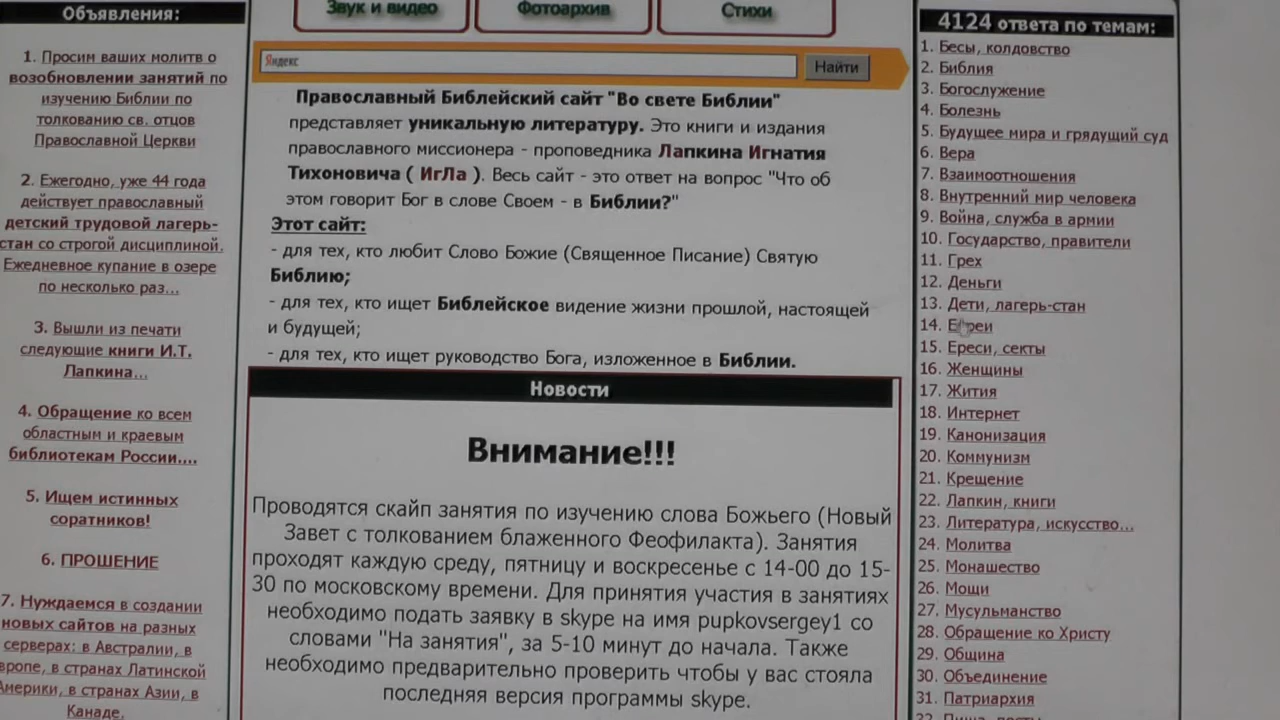 Объявления:
1. Просим ваших молитв о
возобновлении занятий по
изучению Библии по
толкованию св. отцов
Православной Церкви
2. Ежегодно, уже 44 года
действует православный
детский трудовой лагерь-
стан со строгой дисциплиной.
Ежедневное купание в озере
по несколько раз...
3. Вышли из печати
следующие книги И.Т.
Лапкина...
4. Обращение ко всем
областным и краевым
библиотекам России....
5. Ищем истинных
соратников!
6. ПРОШЕНИЕ
7. Нуждаемся в создании
новых сайтов на разных
серверах: в Австралии, в
вропе, в странах Латинской
Америки, в странах Азии, в
Канаде.
Звук и видео
Фотоархив
Стихи
Яндекс
Найти
Православный Библейский сайт "Во свете Библии"
представляет уникальную литературу. Это книги и издания
православного миссионера - проповедника Лапкина Игнатия
Тихоновича ( ИгЛа ). Весь сайт - это ответ на вопрос "Что об
этом говорит Бог в слове Своем - в Библии?"
Этот сайт:
- для тех, кто любит Слово Божие (Священное Писание) Святую
Библию;
- для тех, кто ищет Библейское видение жизни прошлой, настоящей
и будущей;
- для тех, кто ищет руководство Бога, изложенное в Библии.
Новости
Внимание!!!
Проводятся скайп занятия по изучению слова Божьего (Новый
Завет с толкованием блаженного Феофилакта). Занятия
проходят каждую среду, пятницу и воскресенье с 14-00 до 15-
30 по московскому времени. Для принятия участия в занятиях
необходимо подать заявку в skype на имя pupkovsergey1 со
словами "На занятия", за 5-10 минут до начала. Также
необходимо предварительно проверить чтобы у вас стояла
последняя версия программы skype.
4124 ответа по темам:
1. Бесы, колдовство
2. Библия
3. Богослужение
4. Болезнь
5. Будущее мира и грядущий суд
6. Вера
7. Взаимоотношения
8. Внутренний мир человека
9. Война, служба в армии
10. Государство, правители
11. Грех
12. Деньги
13. Дети, лагерь-стан
14. Евреи
15. Ереси, секты
16. Женщины
17. Жития
18. Интернет
19. Канонизация
20. Коммунизм
21. Крещение
22. Лапкин, книги
23. Литература, искусство...
24. Молитва
25. Монашество
26. Мощи
27. Мусульманство
28. Обращение ко Христу
29. Община
30. Объединение
31. Патриархия